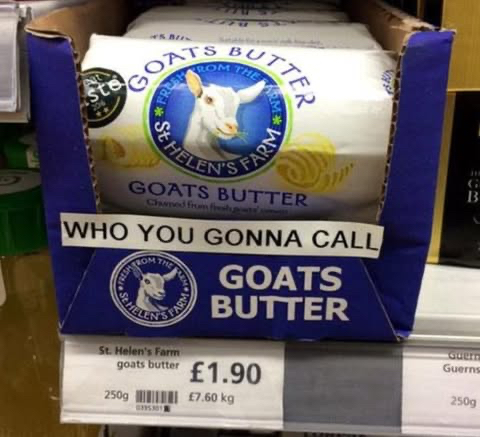 GOATS BUTTER
FRESH FROM THE FARM
St HELEN'S FARM
GOATS BUTTER
Churned from fresh goats' cream
WHO YOU GONNA CALL
FRESH FROM THE FARM
St HELEN'S FARM
GOATS
BUTTER
St. Helen's Farm
goats butter
£1.90
250g
£7.60 kg
Guern
Guerns
250g